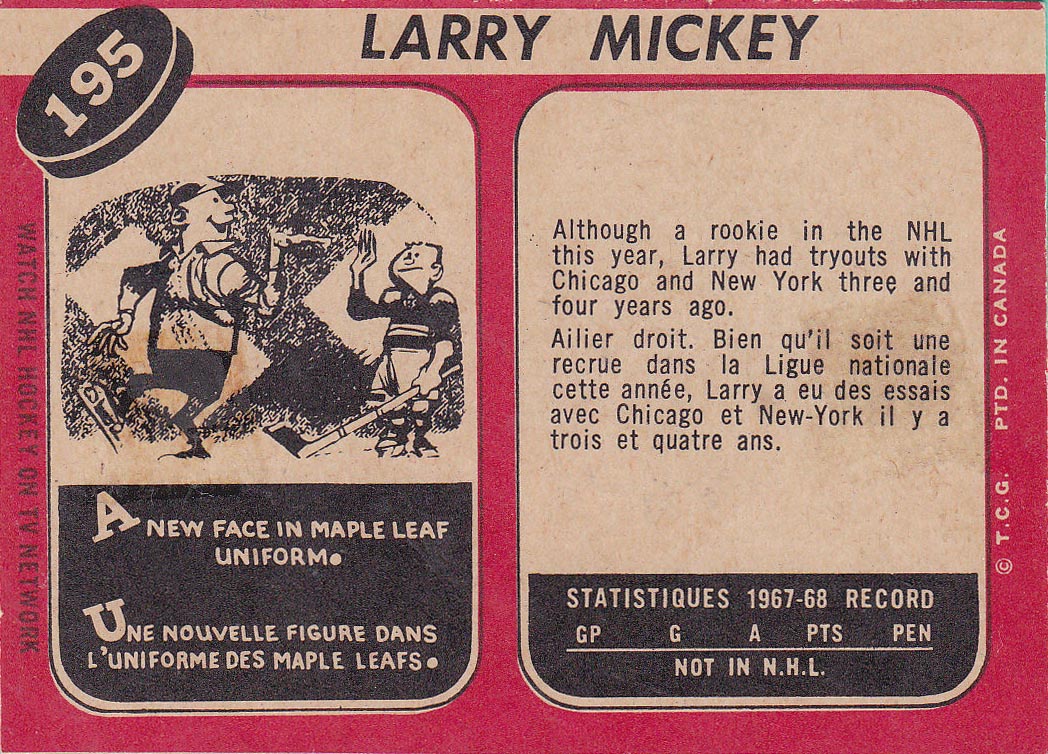 195
LARRY MICKEY
WATCH NHL HOCKEY ON TV NETWORK
A NEW FACE IN MAPLE LEAF
UNIFORM.
UNE NOUVELLE FIGURE DANS
L'UNIFORME DES MAPLE LEAFS.
Although a rookie in the NHL
this year, Larry had tryouts with
Chicago and New York three and
four years ago.
Ailier droit. Bien qu'il soit une
recrue dans la Ligue nationale
cette année, Larry a eu des essais
avec Chicago et New-York il y a
trois et quatre ans.
STATISTIQUES 1967-68 RECORD
GP G A PTS PEN
NOT IN N.H.L.
© T.C.G. PTD. IN CANADA